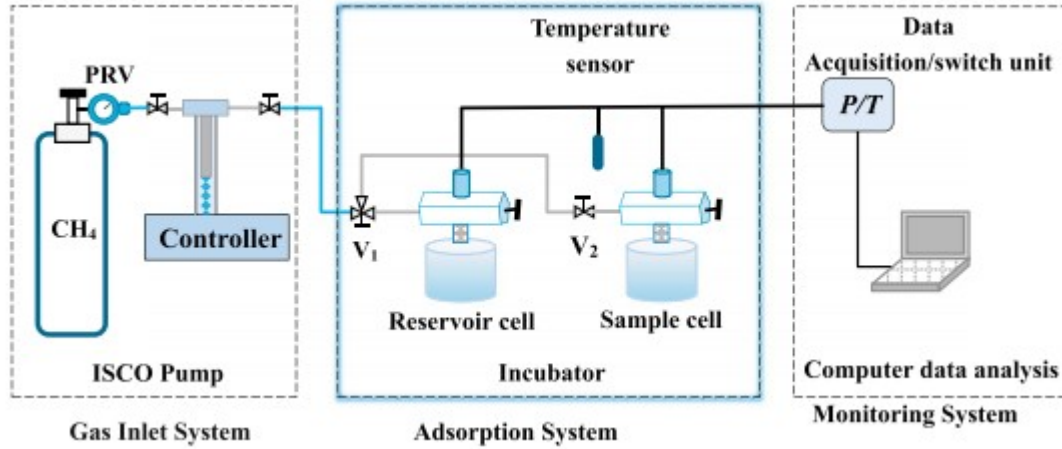 PRV
CH₄
Controller
ISCO Pump
Gas Inlet System
Temperature
sensor
V₁
V₂
Reservoir cell
Sample cell
Incubator
Adsorption System
Data
Acquisition/switch unit
P/T
Computer data analysis
Monitoring System